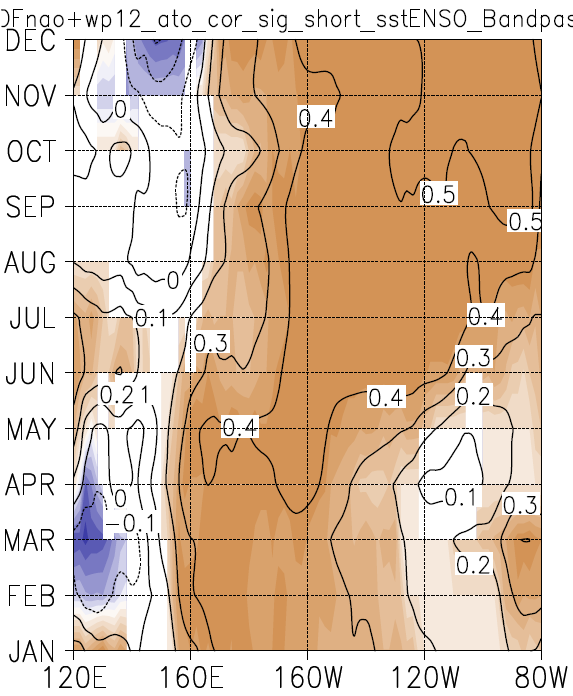 DFnao+wp12_ato_cor_sig_short_sstENSO_Bandpas
DEC
NOV
0
0.4
OCT
SEP
0.5
0.5
AUG
0
JUL
0.1
0.4
0.3
0.3
JUN
0.21
0.4
0.2
MAY
0.4
APR
0
-0.1
0.3
-0.1
MAR
0.2
FEB
JAN
120E 160E 160W 120W 80W